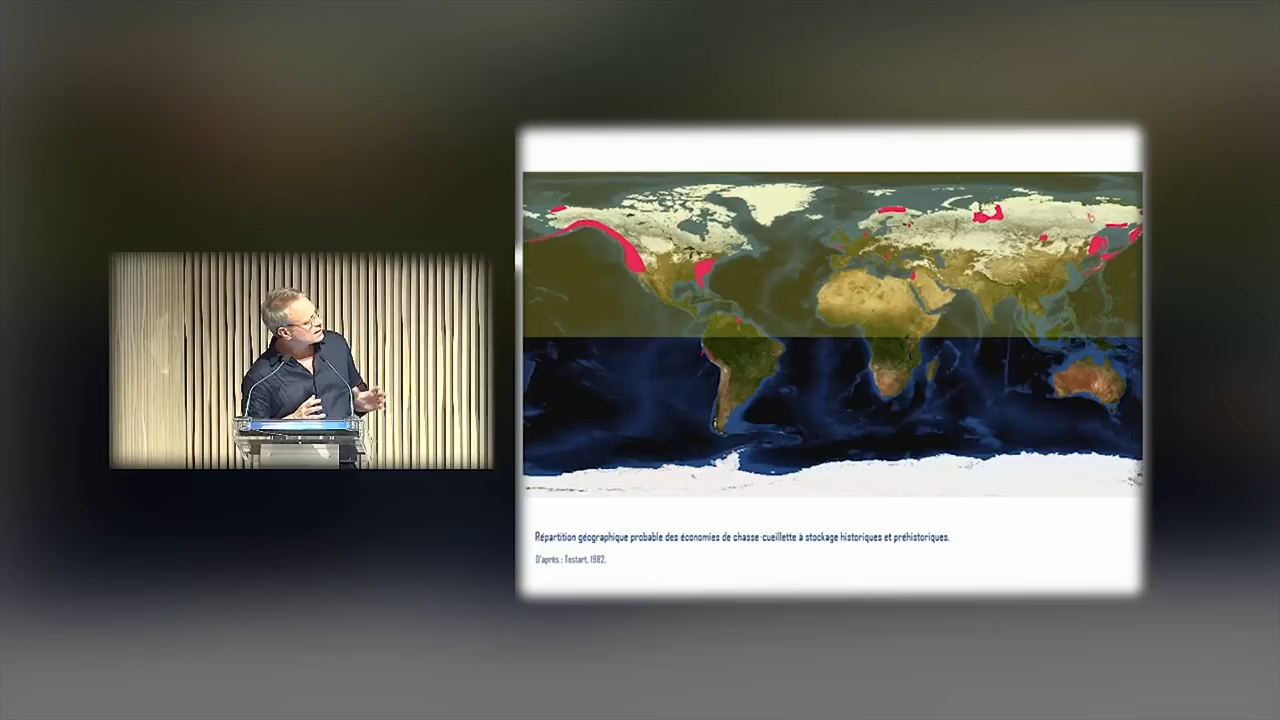 Répartition géographique probable des économies de chasse-cueillette à stockage historiques et préhistoriques.
D'après : Testart, 1982.